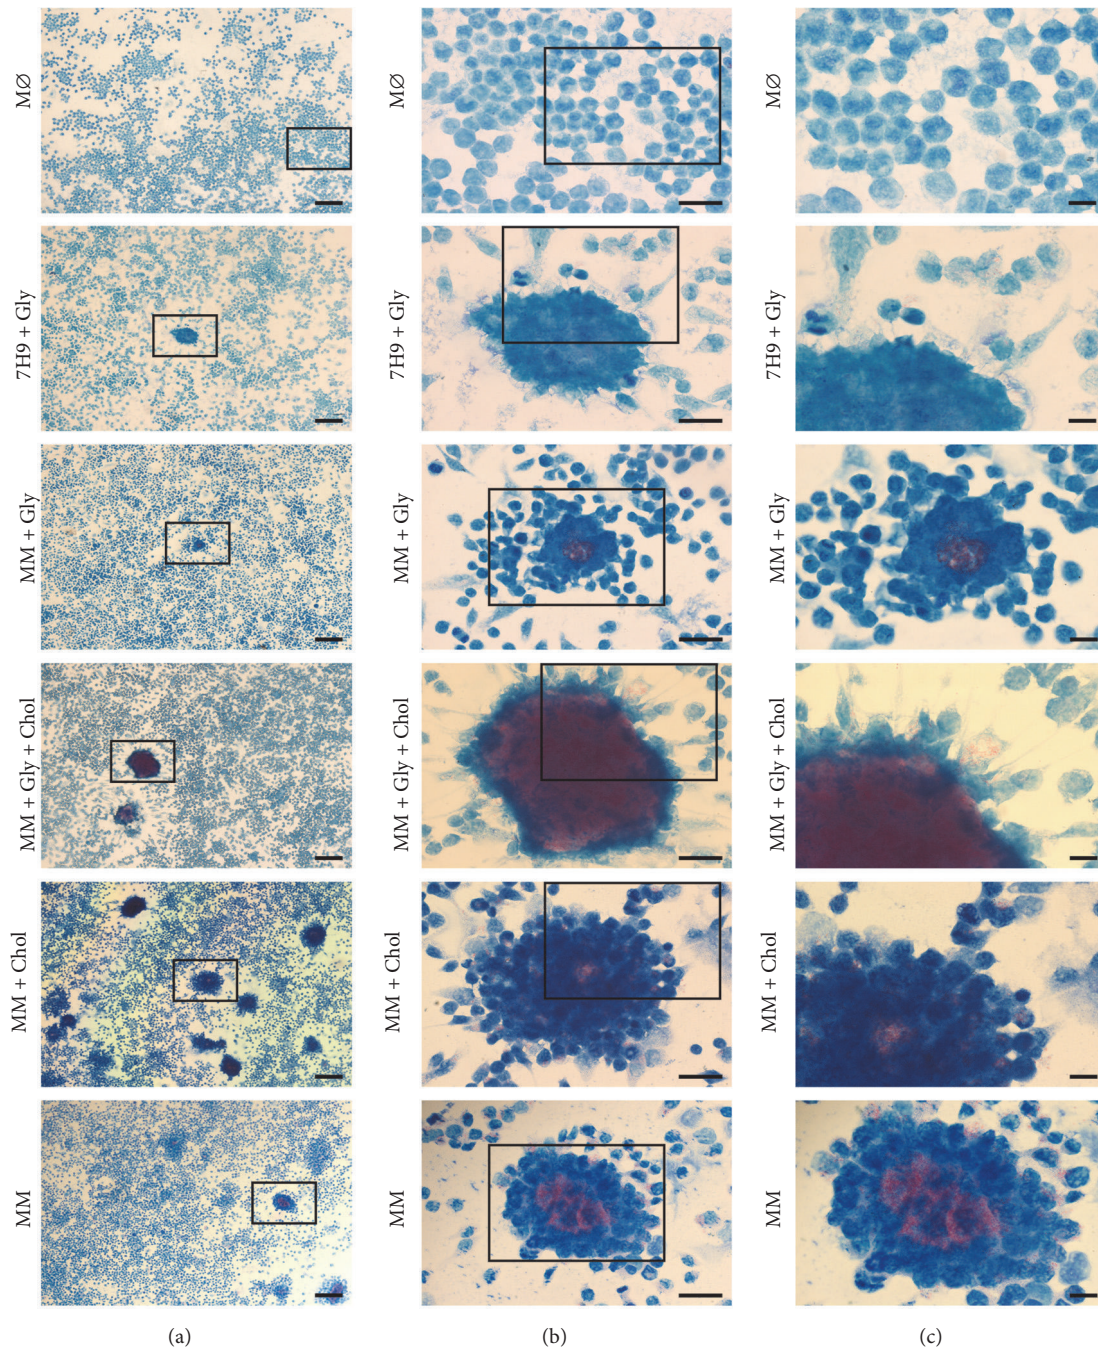 MØ
MØ
MØ
7H9 + Gly
7H9 + Gly
7H9 + Gly
MM + Gly
MM + Gly
MM + Gly
MM + Gly + Chol
MM + Gly + Chol
MM + Gly + Chol
MM + Chol
MM + Chol
MM + Chol
MM
MM
MM
(a)
(b)
(c)